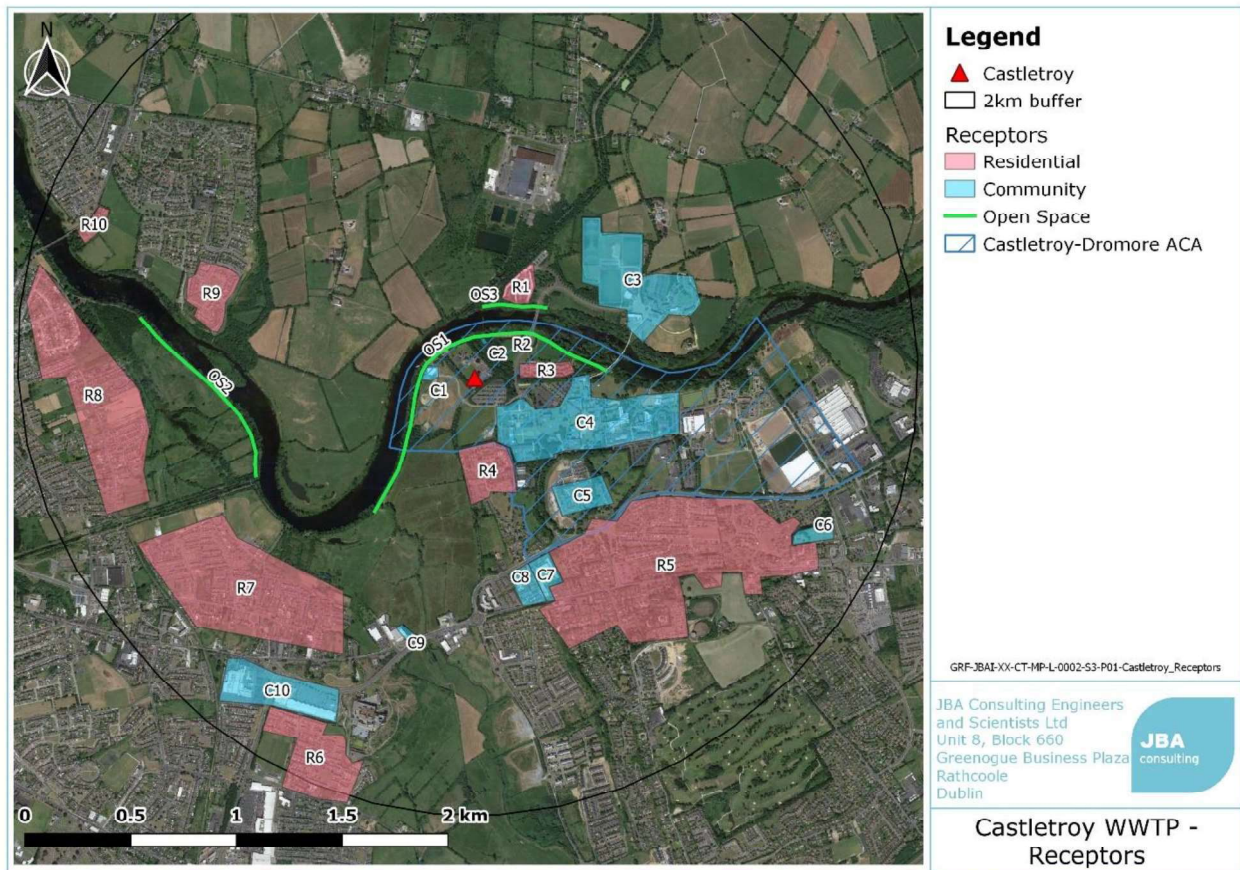 N
R10
R9
R8
OS2
R7
C10
R6
C9
OS3
R1
OS1
C2
R2
C1
R3
C3
C4
R4
C5
C6
R5
C8
C7
0 0.5 1 1.5 2 km
Legend
Castletroy
2km buffer
Receptors
Residential
Community
Open Space
Castletroy-Dromore ACA
GRF-JBAI-XX-CT-MP-L-0002-S3-P01-Castletroy_Receptors
JBA Consulting Engineers
and Scientists Ltd
Unit 8, Block 660
Greenogue Business Plaza
Rathcoole
Dublin
JBA
consulting
Castletroy WWTP -
Receptors